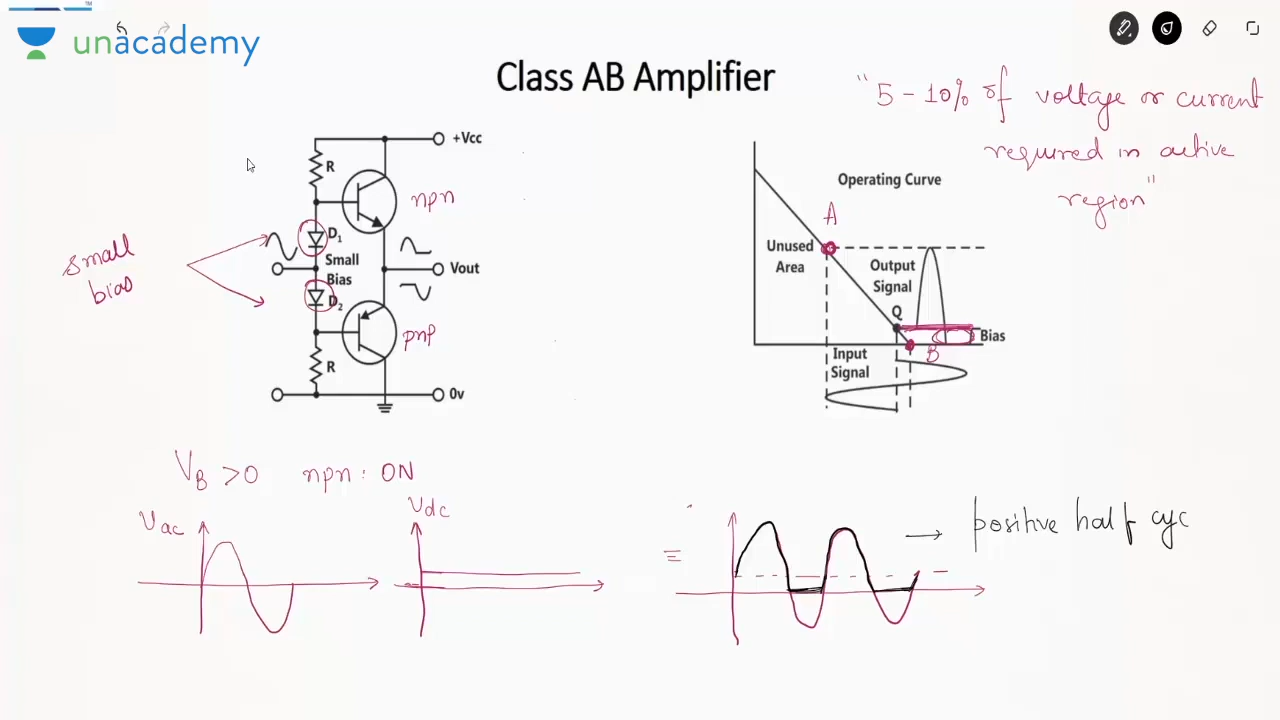 TM
unacademy
Class AB Amplifier
"5 - 10% of voltage or current
required in active
region"
+Vcc
R
npn
D1
Small
Bias
Vout
D2
pnp
R
0v
small
bias
Operating Curve
A
Unused
Area
Output
Signal
Q
Bias
B
Input
Signal
VB > 0 npn : ON
Vac
Vdc
≡
→ positive half cyc